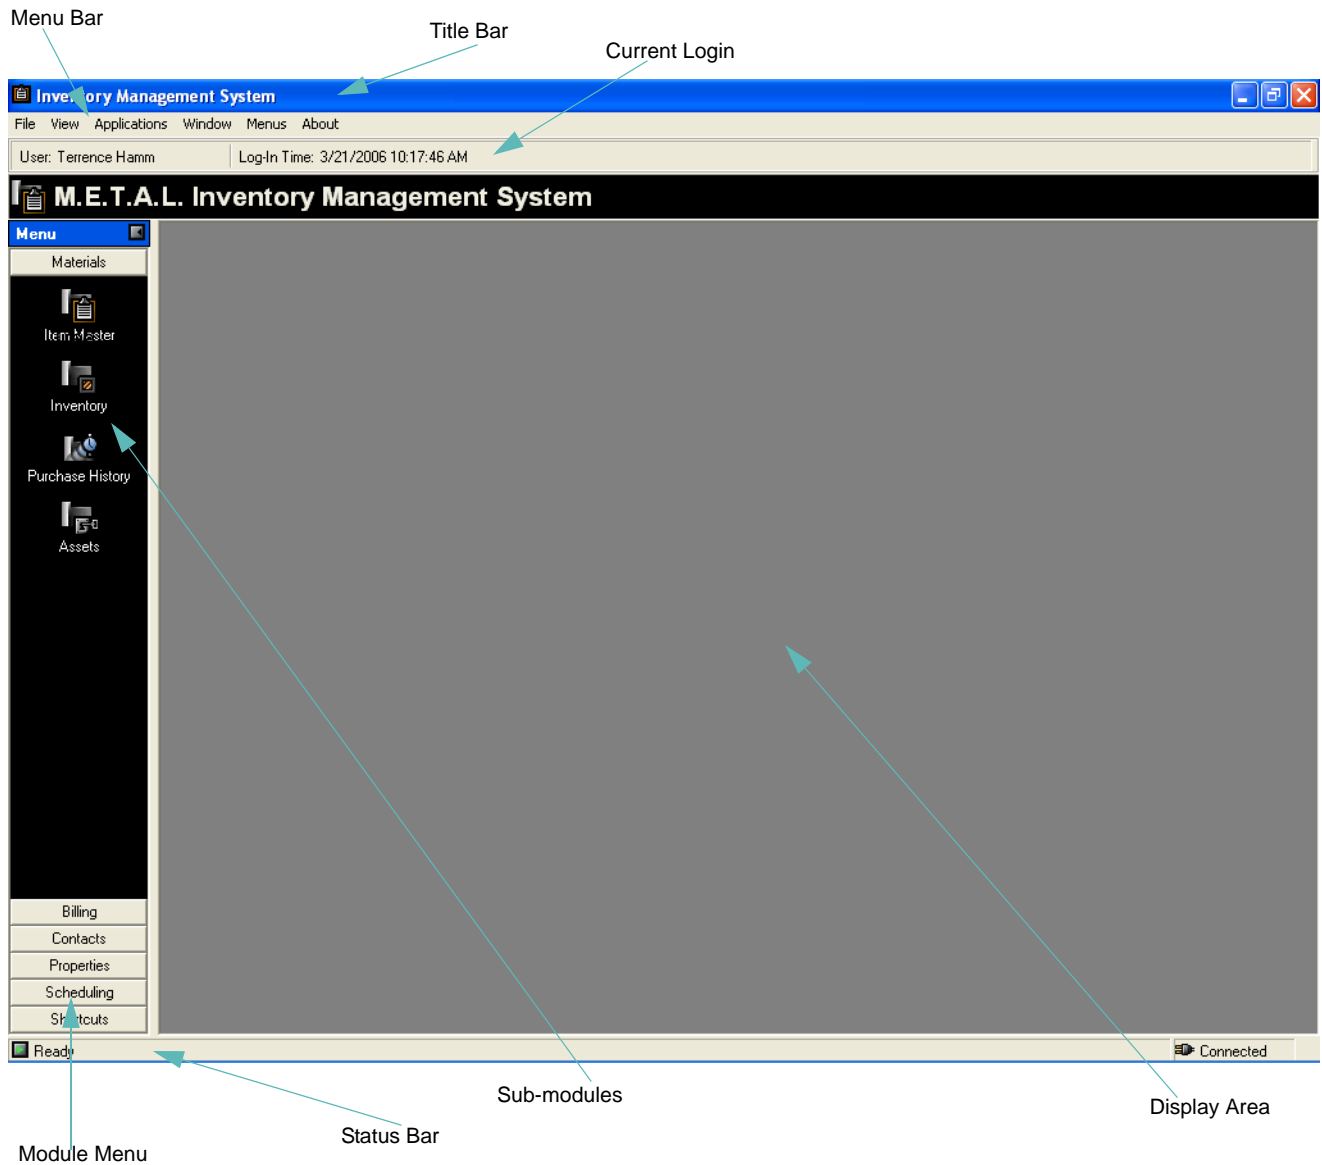 Menu Bar
Title Bar
Current Login
Inventory Management System
File View Applications Window Menus About
User: Terrence Hamm Log-In Time: 3/21/2006 10:17:46 AM
M.E.T.A.L. Inventory Management System
Menu
Materials
Item Master
Inventory
Purchase History
Assets
Billing
Contacts
Properties
Scheduling
Shortcuts
Ready Connected
Sub-modules
Display Area
Status Bar
Module Menu